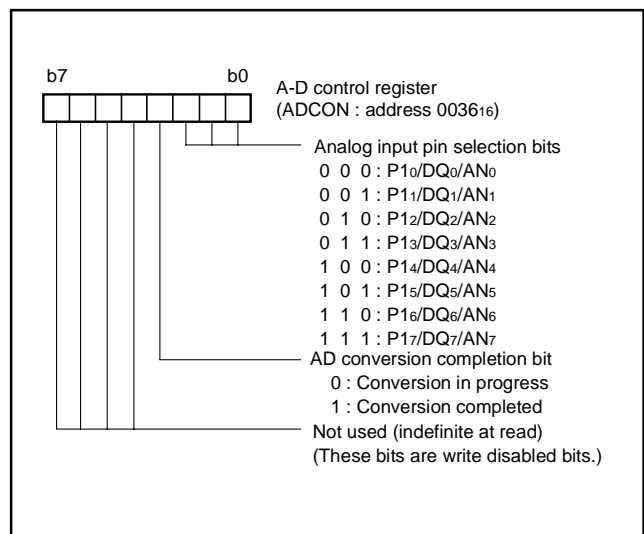 b7 b0
A-D control register
(ADCON : address 0036₁₆)
Analog input pin selection bits
0 0 0 : P1₀/DQ₀/AN₀
0 0 1 : P1₁/DQ₁/AN₁
0 1 0 : P1₂/DQ₂/AN₂
0 1 1 : P1₃/DQ₃/AN₃
1 0 0 : P1₄/DQ₄/AN₄
1 0 1 : P1₅/DQ₅/AN₅
1 1 0 : P1₆/DQ₆/AN₆
1 1 1 : P1₇/DQ₇/AN₇
AD conversion completion bit
0 : Conversion in progress
1 : Conversion completed
Not used (indefinite at read)
(These bits are write disabled bits.)